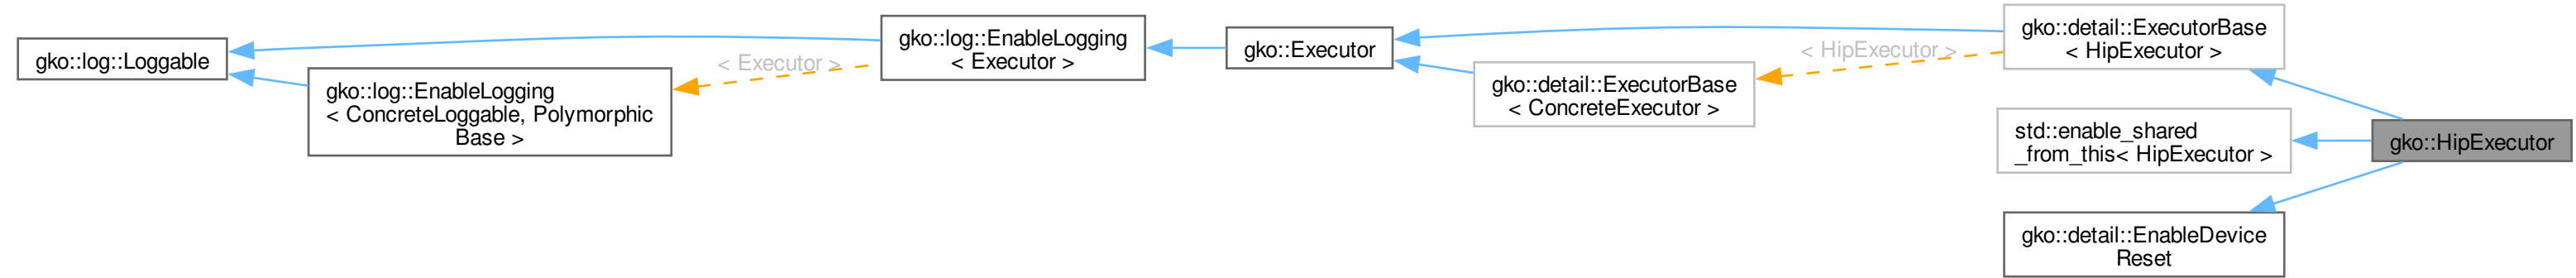 gko::log::Loggable
gko::log::EnableLogging
< ConcreteLoggable, Polymorphic
Base >
< Executor >
gko::log::EnableLogging
< Executor >
gko::Executor
gko::detail::ExecutorBase
< ConcreteExecutor >
< HipExecutor >
gko::detail::ExecutorBase
< HipExecutor >
std::enable_shared
_from_this< HipExecutor >
gko::detail::EnableDevice
Reset
gko::HipExecutor